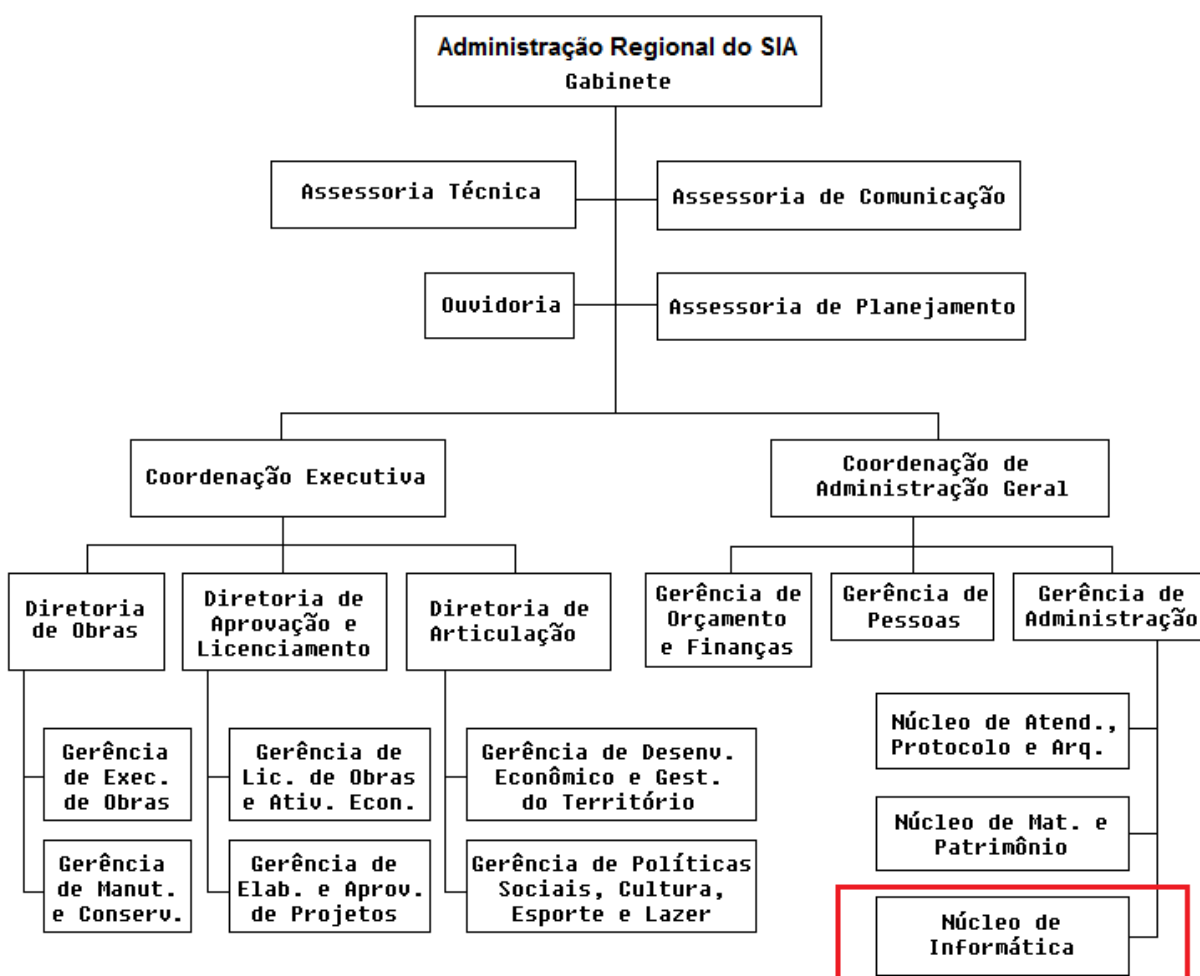 Administração Regional do SIA
Gabinete
Assessoria Técnica
Assessoria de Comunicação
Ouvidoria
Assessoria de Planejamento
Coordenação Executiva
Coordenação de
Administração Geral
Diretoria
de Obras
Diretoria de
Aprovação e
Licenciamento
Diretoria de
Articulação
Gerência de
Orçamento
e Finanças
Gerência de
Pessoas
Gerência de
Administração
Gerência
de Exec.
de Obras
Gerência de
Lic. de Obras
e Ativ. Econ.
Gerência de Desenv.
Econômico e Gest.
do Território
Núcleo de Atend.,
Protocolo e Arq.
Gerência
de Manut.
e Conserv.
Gerência de
Elab. e Aprov.
de Projetos
Gerência de Políticas
Sociais, Cultura,
Esporte e Lazer
Núcleo de Mat. e
Patrimônio
Núcleo de
Informática